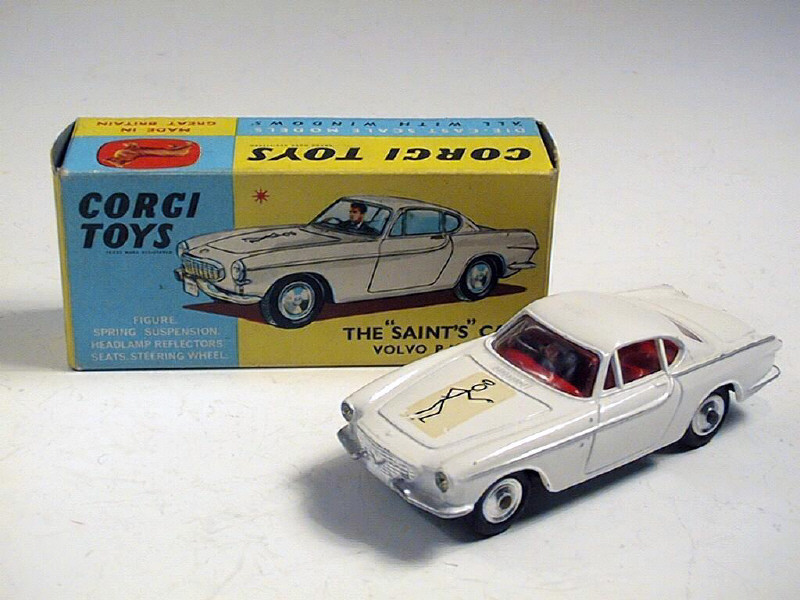 MADE IN
GREAT BRITAIN
DIE-CAST SCALE MODELS
ALL WITH WINDOWS
CORGI TOYS
CORGI
TOYS
FIGURE.
SPRING SUSPENSION.
HEADLAMP REFLECTORS
SEATS. STEERING WHEEL.
THE "SAINT'S"
VOLVO